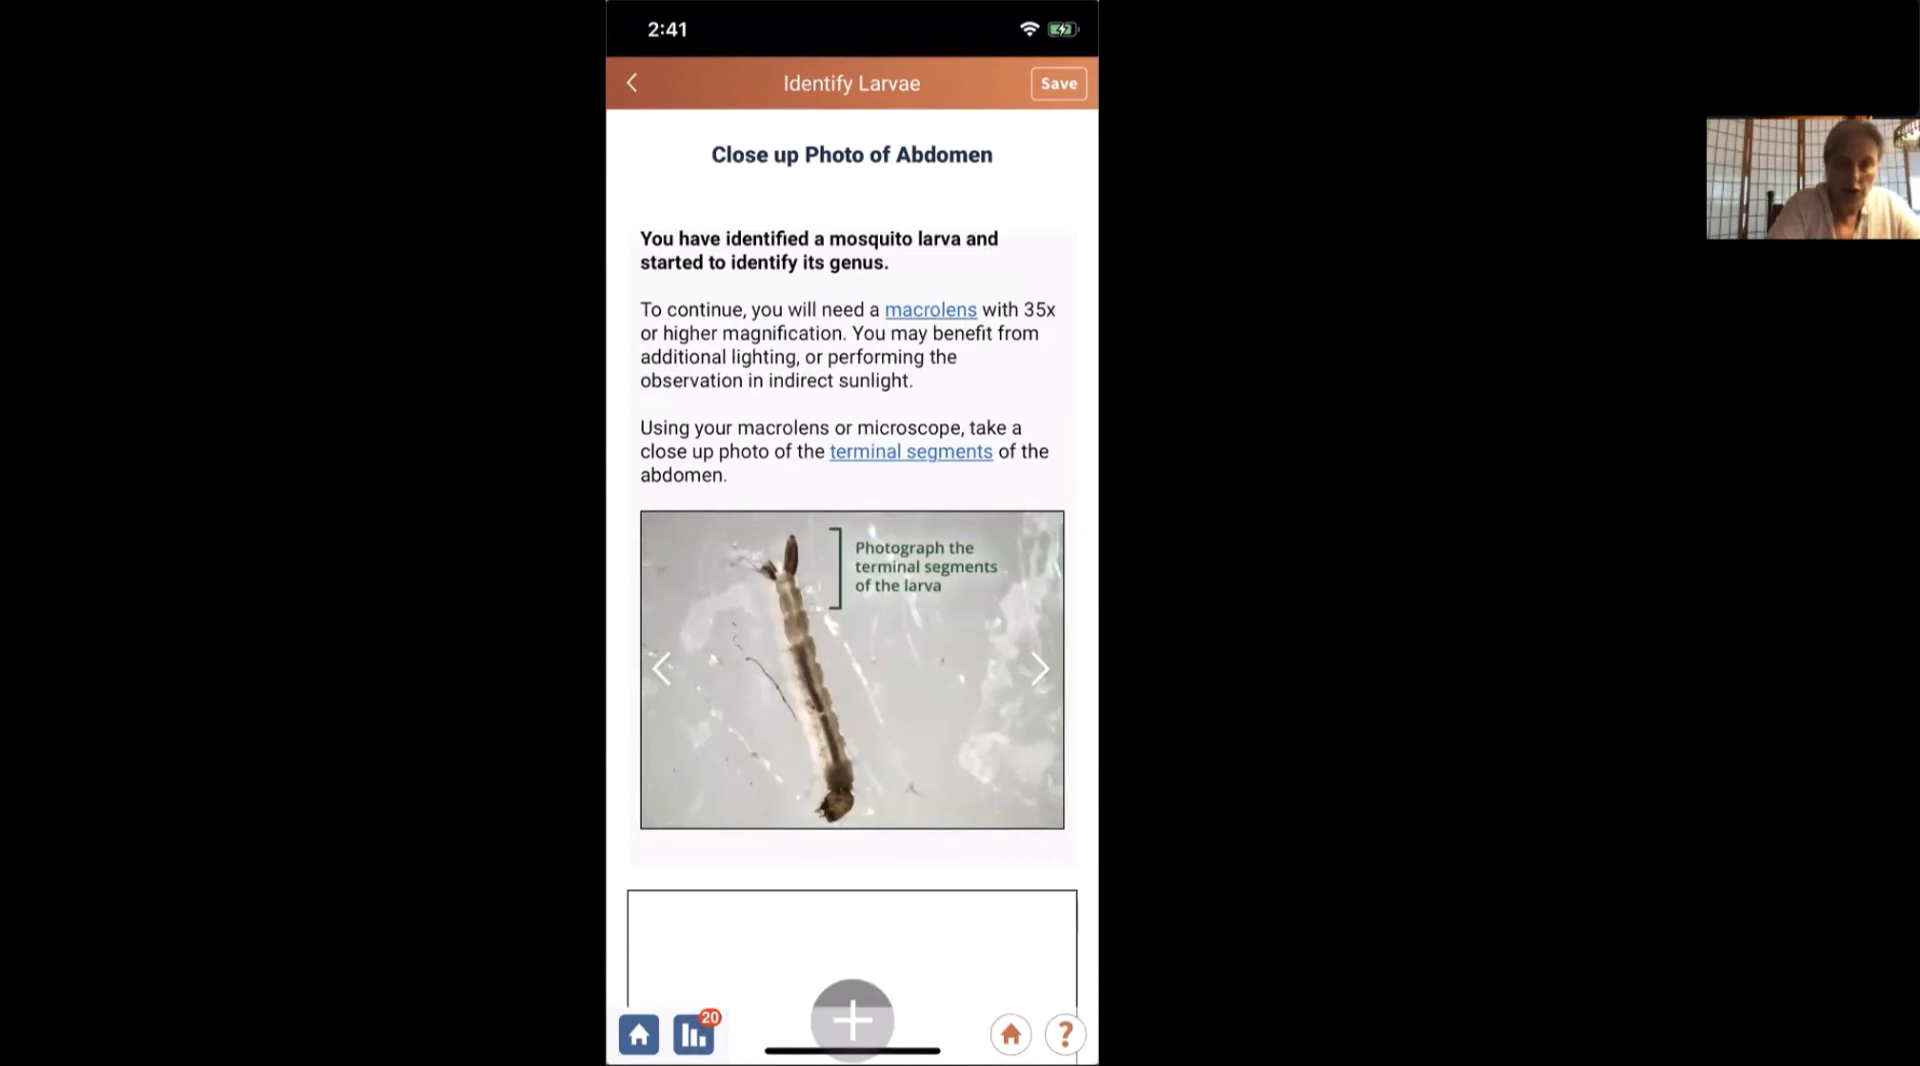 2:41
Identify Larvae
Save
Close up Photo of Abdomen
You have identified a mosquito larva and
started to identify its genus.
To continue, you will need a macrolens with 35x
or higher magnification. You may benefit from
additional lighting, or performing the
observation in indirect sunlight.
Using your macrolens or microscope, take a
close up photo of the terminal segments of the
abdomen.
Photograph the
terminal segments
of the larva
20
?